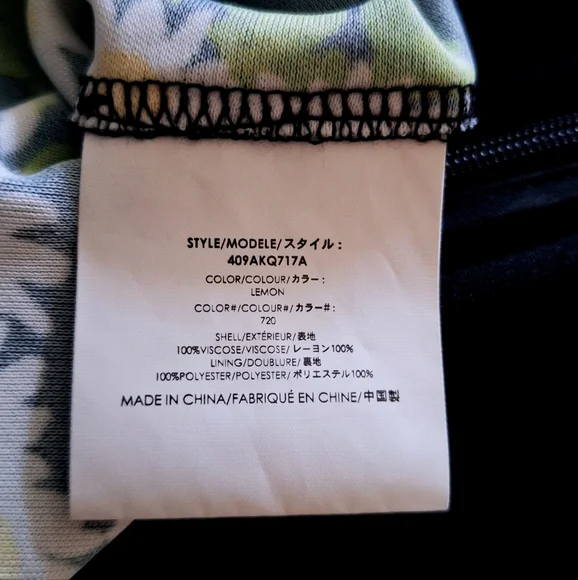 STYLE/MODELE/スタイル:
409AKQ717A
COLOR/COLOUR/カラー:
LEMON
COLOR#/COLOUR#/カラー#:
720
SHELL/EXTÉRIEUR/表地
100%VISCOSE/VISCOSE/レーヨン100%
LINING/DOUBLURE/裏地
100%POLYESTER/POLYESTER/ポリエステル100%
MADE IN CHINA/FABRIQUÉ EN CHINE/中国製